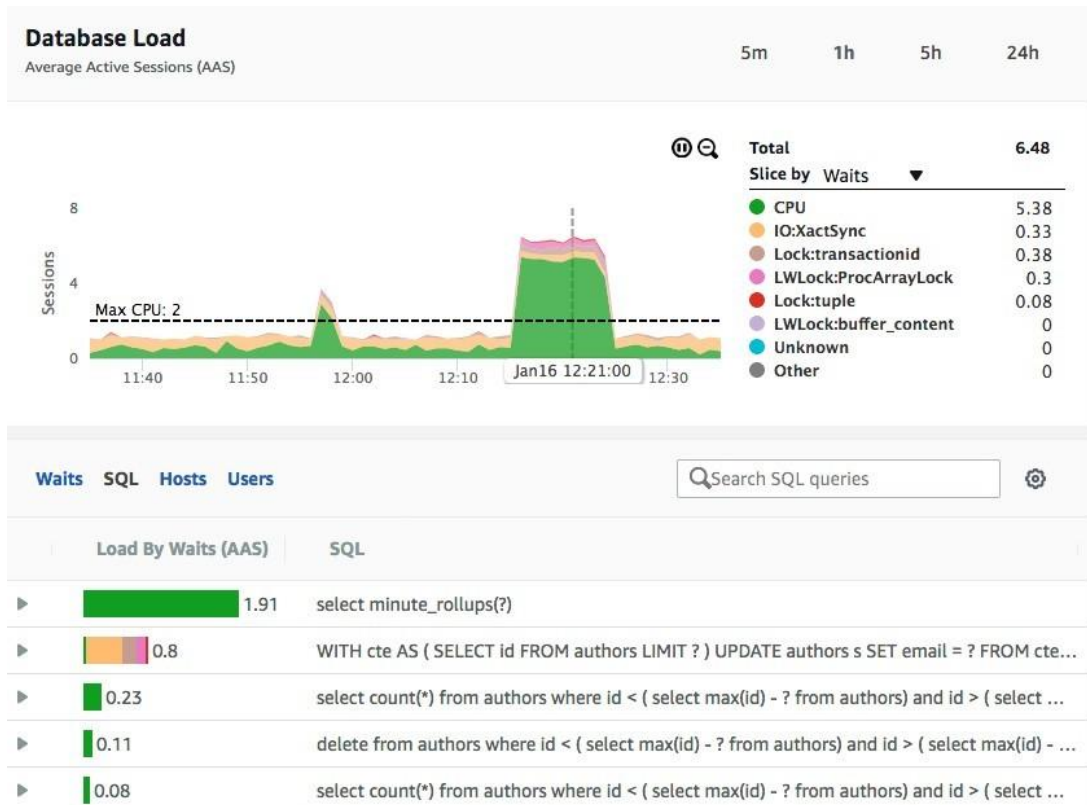 Database Load
Average Active Sessions (AAS)
5m 1h 5h 24h
Total 6.48
Slice by Waits
CPU 5.38
IO:XactSync 0.33
Lock:transactionid 0.38
LWLock:ProcArrayLock 0.3
Lock:tuple 0.08
LWLock:buffer_content 0
Unknown 0
Other 0
Sessions
8
4
0
Max CPU: 2
11:40 11:50 12:00 12:10 Jan16 12:21:00 12:30
Waits SQL Hosts Users
Search SQL queries
Load By Waits (AAS) SQL
1.91 select minute_rollups(?)
0.8 WITH cte AS ( SELECT id FROM authors LIMIT ? ) UPDATE authors s SET email = ? FROM cte...
0.23 select count(*) from authors where id < ( select max(id) - ? from authors) and id > ( select ...
0.11 delete from authors where id < ( select max(id) - ? from authors) and id > ( select max(id) - ...
0.08 select count(*) from authors where id < ( select max(id) - ? from authors) and id > ( select ...